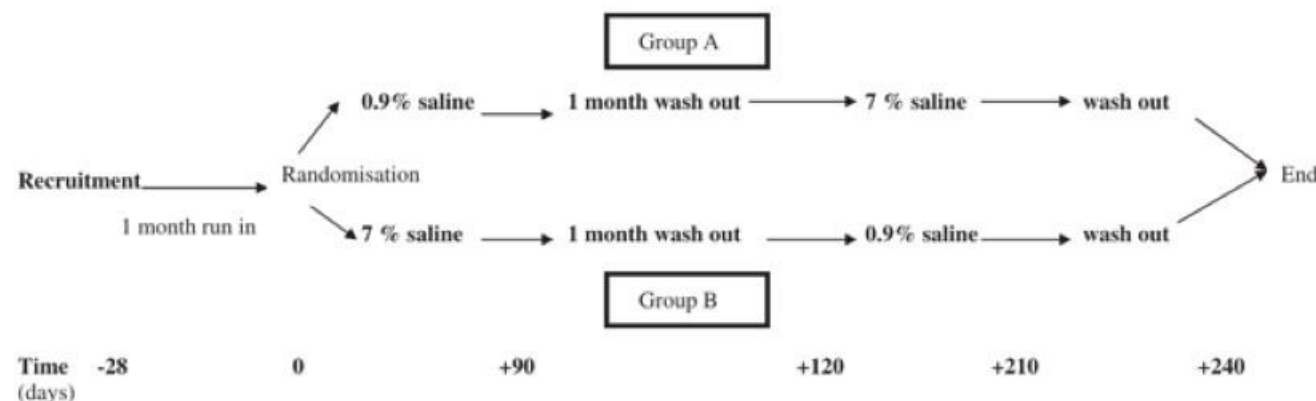 Group A
0.9% saline 1 month wash out 7 % saline wash out
Recruitment Randomisation End
1 month run in
7 % saline 1 month wash out 0.9% saline wash out
Group B
Time -28 0 +90 +120 +210 +240
(days)